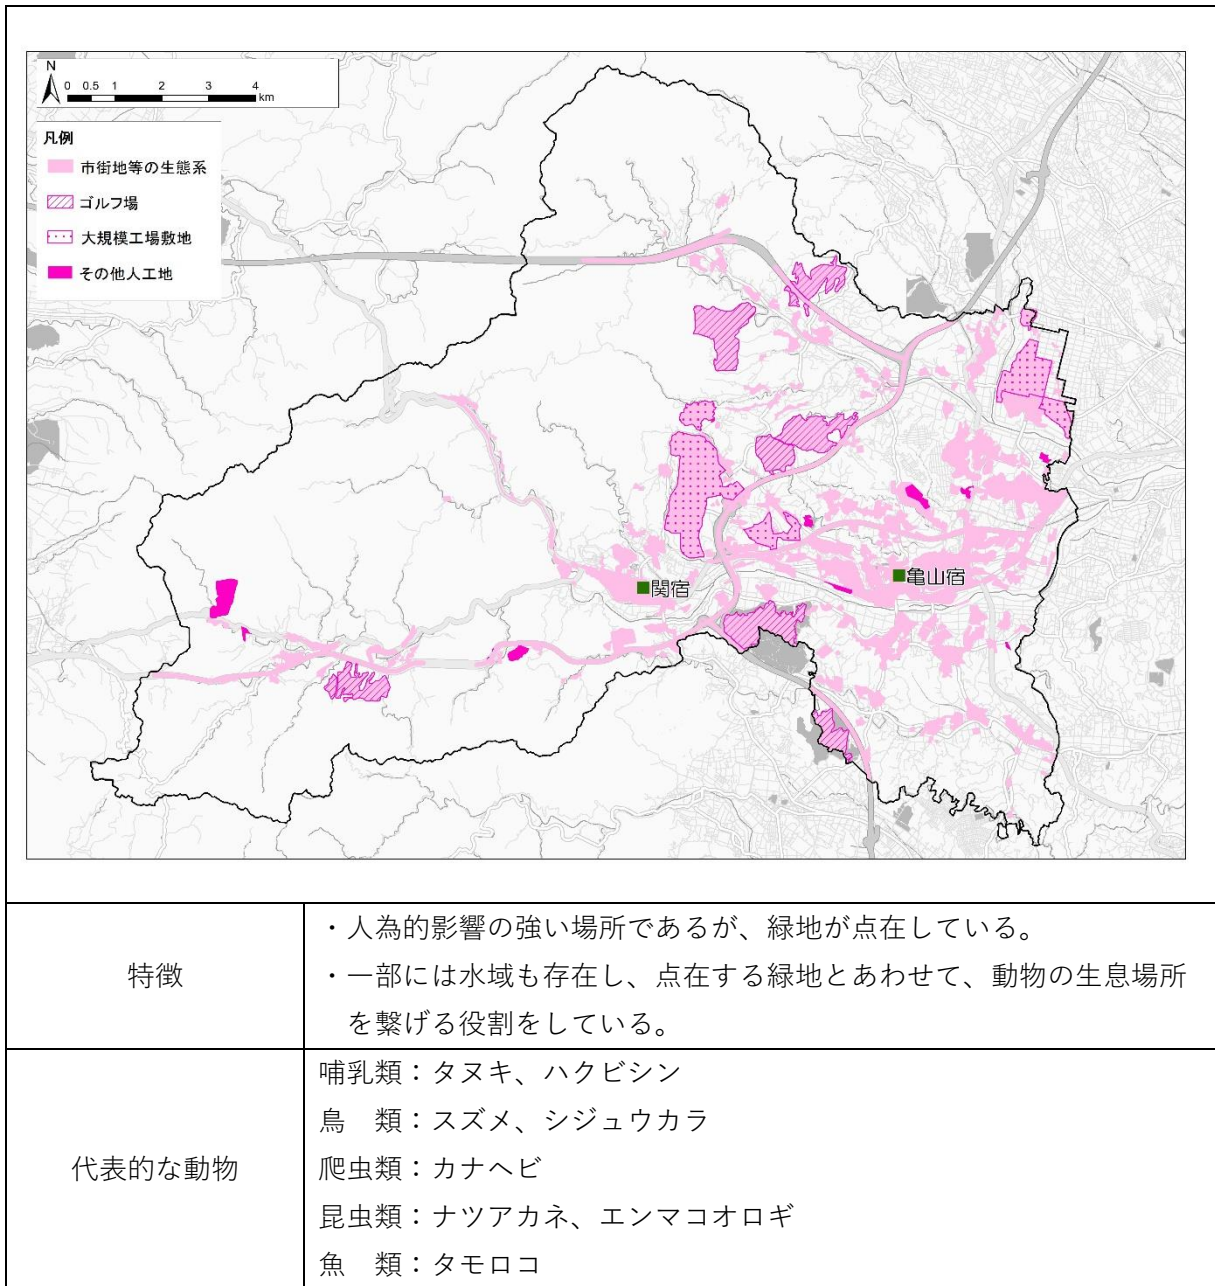 N
0 0.5 1 2 3 4
km
凡例
市街地等の生態系
ゴルフ場
大規模工場敷地
その他人工地
関宿
亀山宿
特徴
・人為的影響の強い場所であるが、緑地が点在している。
・一部には水域も存在し、点在する緑地とあわせて、動物の生息場所
を繋げる役割をしている。
代表的な動物
哺乳類：タヌキ、ハクビシン
鳥　類：スズメ、シジュウカラ
爬虫類：カナヘビ
昆虫類：ナツアカネ、エンマコオロギ
魚　類：タモロコ